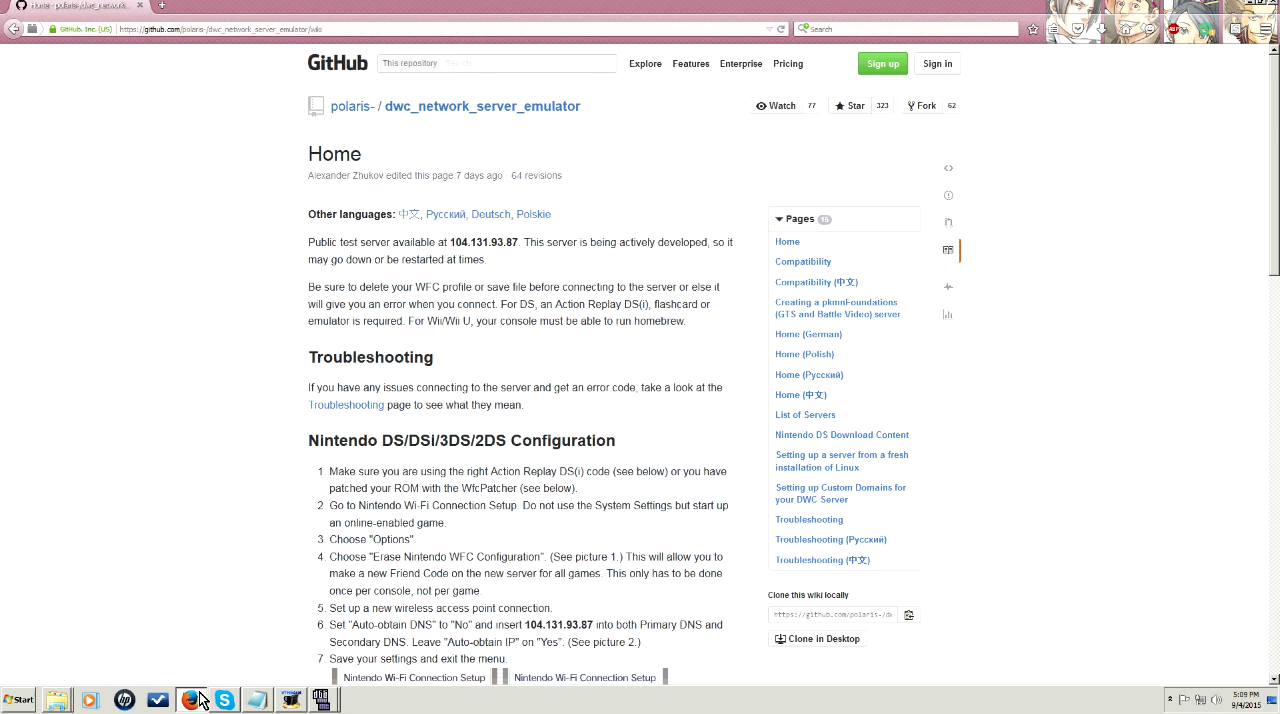 Home · polaris-/dwc_network...
GitHub, Inc. (US)
https://github.com/polaris-/dwc_network_server_emulator/wiki
Search
GitHub
This repository
Search
Explore
Features
Enterprise
Pricing
Sign up
Sign in
polaris- / dwc_network_server_emulator
Watch 77
Star 323
Fork 62
Home
Alexander Zhukov edited this page 7 days ago · 64 revisions
Other languages: 中文, Русский, Deutsch, Polskie
Public test server available at 104.131.93.87. This server is being actively developed, so it
may go down or be restarted at times.
Be sure to delete your WFC profile or save file before connecting to the server or else it
will give you an error when you connect. For DS, an Action Replay DS(i), flashcard or
emulator is required. For Wii/Wii U, your console must be able to run homebrew.
Troubleshooting
If you have any issues connecting to the server and get an error code, take a look at the
Troubleshooting page to see what they mean.
Nintendo DS/DSi/3DS/2DS Configuration
1 Make sure you are using the right Action Replay DS(i) code (see below) or you have
patched your ROM with the WfcPatcher (see below).
2 Go to Nintendo Wi-Fi Connection Setup. Do not use the System Settings but start up
an online-enabled game.
3 Choose "Options".
4 Choose "Erase Nintendo WFC Configuration". (See picture 1.) This will allow you to
make a new Friend Code on the new server for all games. This only has to be done
once per console, not per game.
5 Set up a new wireless access point connection.
6 Set "Auto-obtain DNS" to "No" and insert 104.131.93.87 into both Primary DNS and
Secondary DNS. Leave "Auto-obtain IP" on "Yes". (See picture 2.)
7 Save your settings and exit the menu.
Nintendo Wi-Fi Connection Setup
Nintendo Wi-Fi Connection Setup
Pages 15
Home
Compatibility
Compatibility (中文)
Creating a pkmnFoundations
(GTS and Battle Video) server
Home (German)
Home (Polish)
Home (Русский)
Home (中文)
List of Servers
Nintendo DS Download Content
Setting up a server from a fresh
installation of Linux
Setting up Custom Domains for
your DWC Server
Troubleshooting
Troubleshooting (Русский)
Troubleshooting (中文)
Clone this wiki locally
https://github.com/polaris-/dw
Clone in Desktop
Start
5:09 PM
9/4/2015